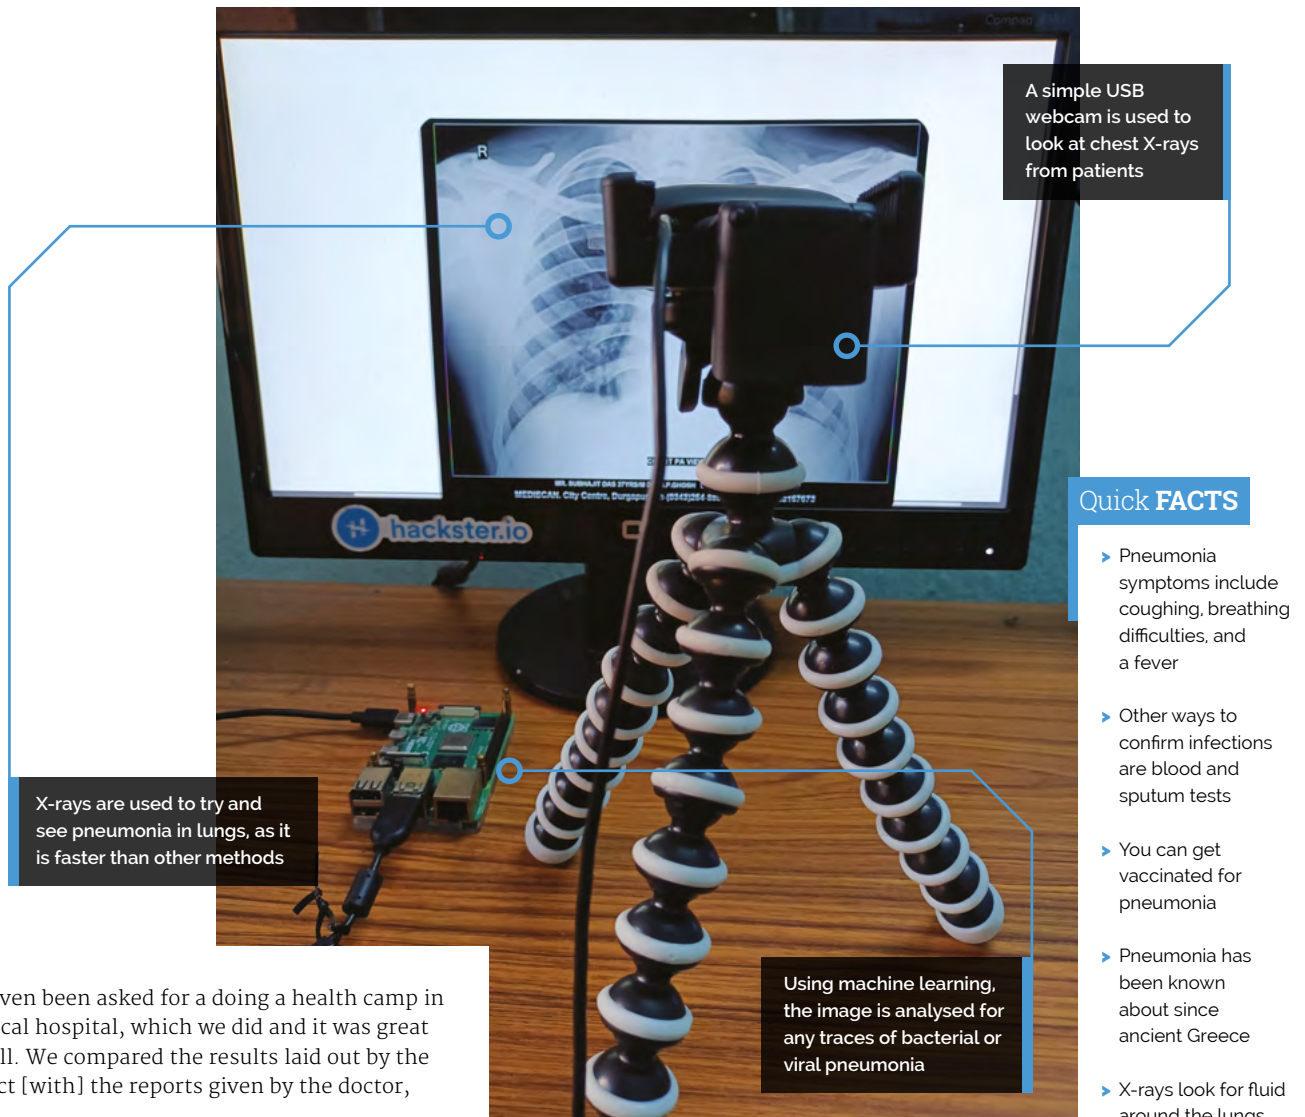 Compaq
A simple USB
webcam is used to
look at chest X-rays
from patients
R
PA VIEW
MEDISCAN, City Centre,
hackster.io
Quick FACTS
> Pneumonia
symptoms include
coughing, breathing
difficulties, and
a fever
> Other ways to
confirm infections
are blood and
sputum tests
> You can get
vaccinated for
pneumonia
> Pneumonia has
been known
about since
ancient Greece
> X-rays look for fluid
around the lungs
X-rays are used to try and
see pneumonia in lungs, as it
is faster than other methods
Using machine learning,
the image is analysed for
any traces of bacterial or
viral pneumonia
been asked for a doing a health camp in
hospital, which we did and it was great
We compared the results laid out by the
[with] the reports given by the doctor,